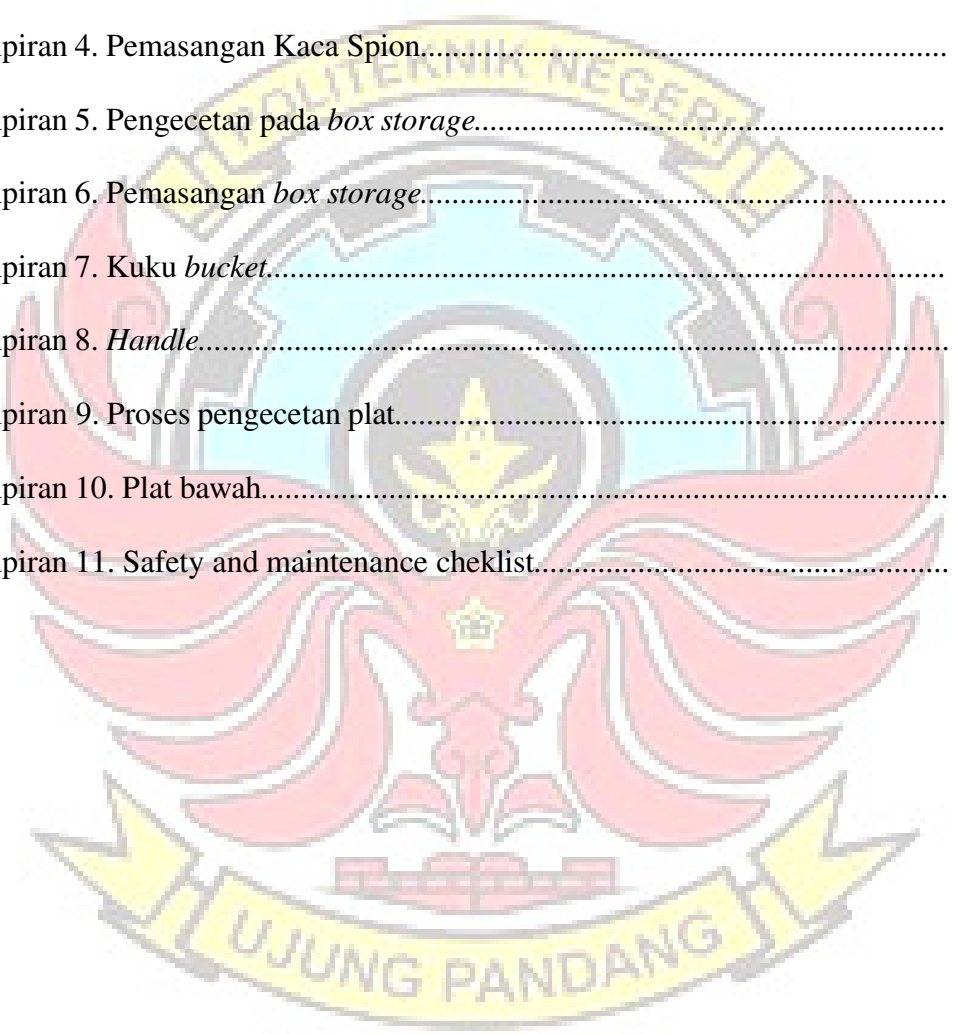 POLITEKNIK NEGERI
piran 4. Pemasangan Kaca Spion..........................................................................
piran 5. Pengecetan pada box storage..........................................................................
piran 6. Pemasangan box storage..........................................................................
piran 7. Kuku bucket..........................................................................
piran 8. Handle..........................................................................
piran 9. Proses pengecetan plat..........................................................................
piran 10. Plat bawah..........................................................................
piran 11. Safety and maintenance cheklist..........................................................................
UJUNG PANDANG